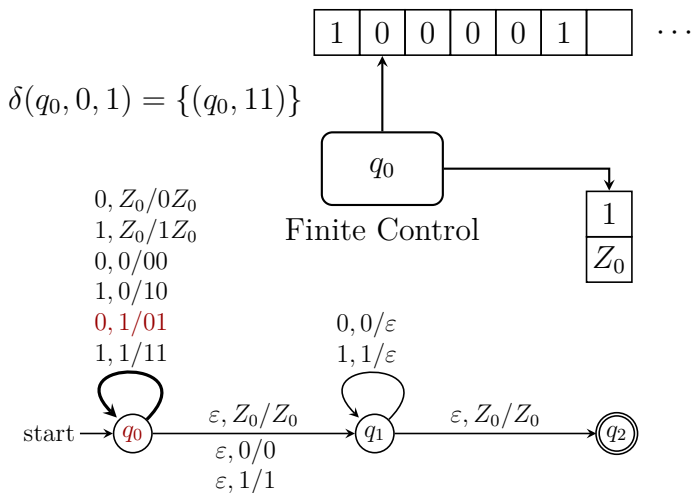 1 0 0 0 0 1 ⋯
δ(q₀, 0, 1) = {(q₀, 11)}
q₀
Finite Control
1
Z₀
0, Z₀/0Z₀
1, Z₀/1Z₀
0, 0/00
1, 0/10
0, 1/01
1, 1/11
0, 0/ε
1, 1/ε
start
q₀
ε, Z₀/Z₀
ε, 0/0
ε, 1/1
q₁
ε, Z₀/Z₀
q₂